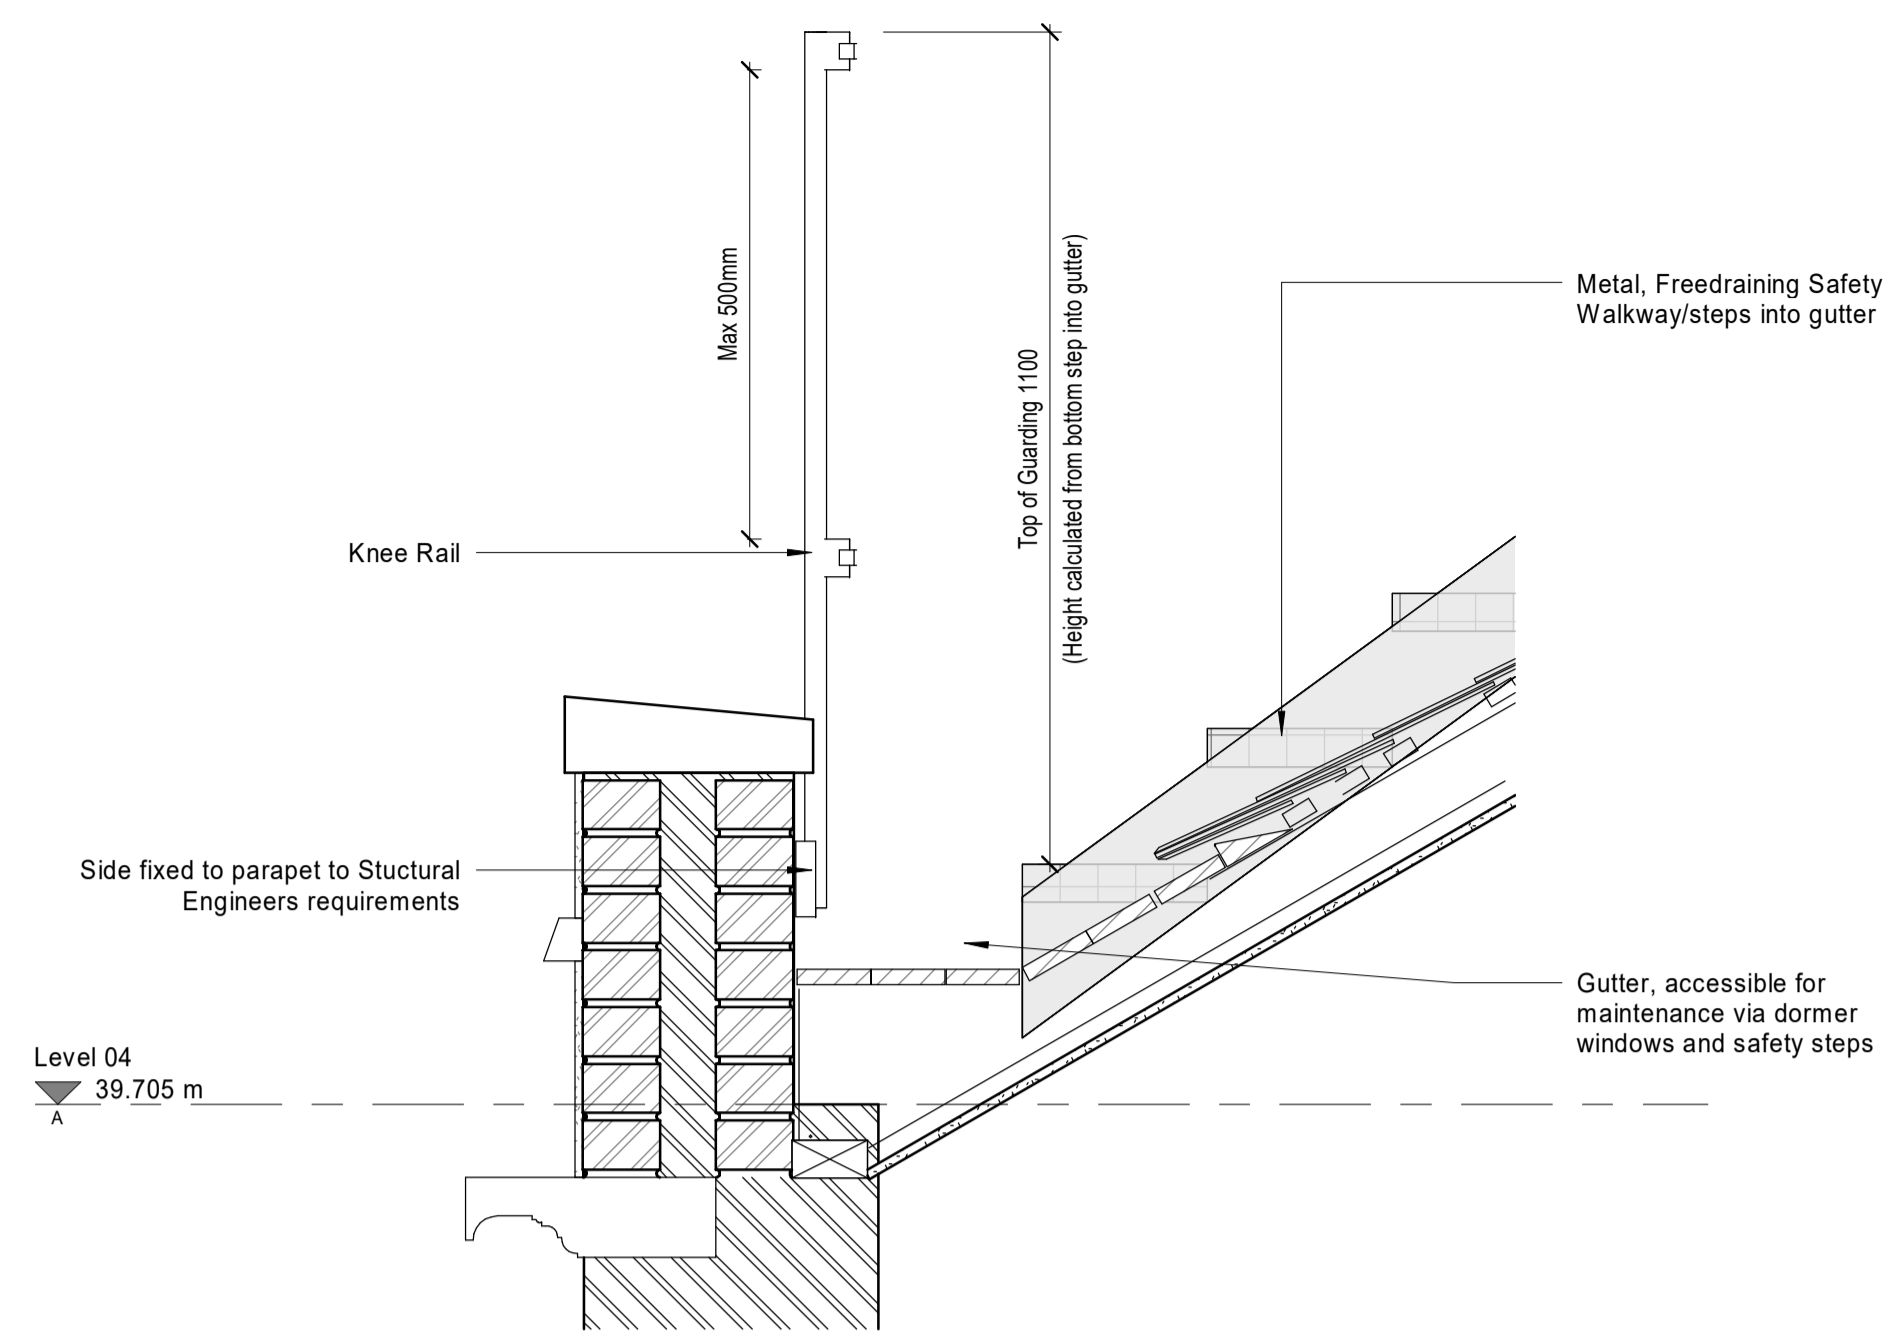 Max 500mm
Top of Guarding 1100
(Height calculated from bottom step into gutter)
Metal, Freedraining Safety
Walkway/steps into gutter
Knee Rail
Side fixed to parapet to Stuctural
Engineers requirements
Gutter, accessible for
maintenance via dormer
windows and safety steps
Level 04
39.705 m
A